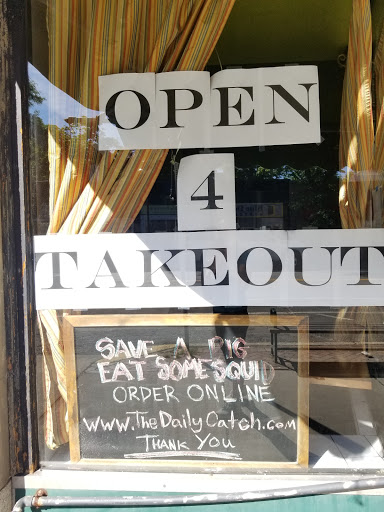 OPEN
4
TAKEOUT
SAVE A PIG
EAT SOME SQUID
ORDER ONLINE
www.TheDailyCatch.com
THANK YOU